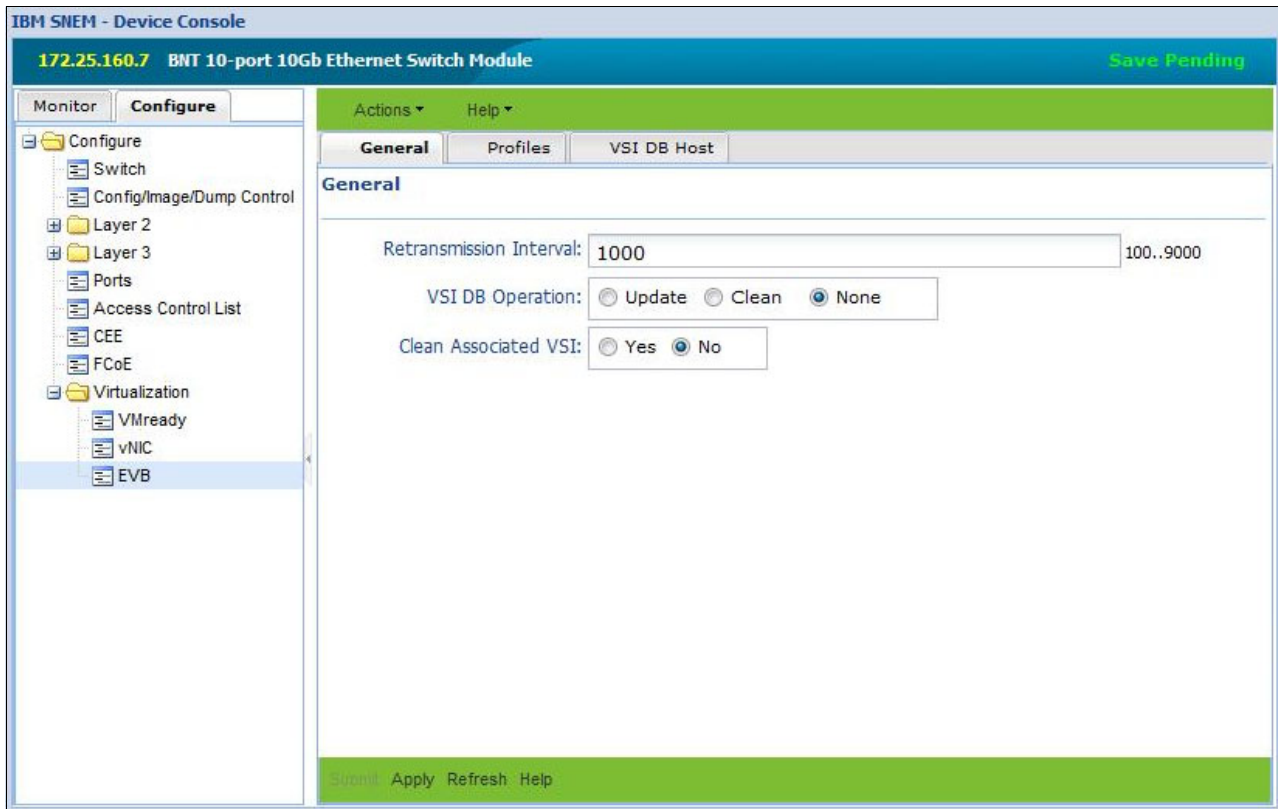 IBM SNEM - Device Console
172.25.160.7 BNT 10-port 10Gb Ethernet Switch Module
Save Pending
Monitor
Configure
Configure
Switch
Config/Image/Dump Control
Layer 2
Layer 3
Ports
Access Control List
CEE
FCoE
Virtualization
VMready
vNIC
EVB
Actions
Help
General
Profiles
VSI DB Host
General
Retransmission Interval: 1000 100..9000
VSI DB Operation: Update Clean None
Clean Associated VSI: Yes No
Submit Apply Refresh Help